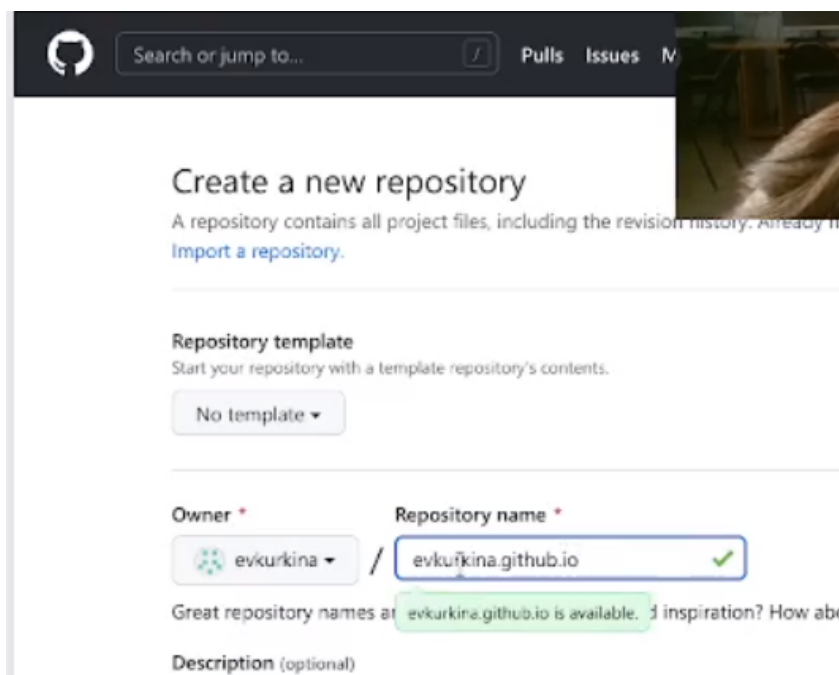 Search or jump to... /
Pulls Issues M
Create a new repository
A repository contains all project files, including the revision history. Already h
Import a repository.
Repository template
Start your repository with a template repository's contents.
No template
Owner * Repository name *
evkurkina / evkurkina.github.io
Great repository names a evkurkina.github.io is available. d inspiration? How abo
Description (optional)